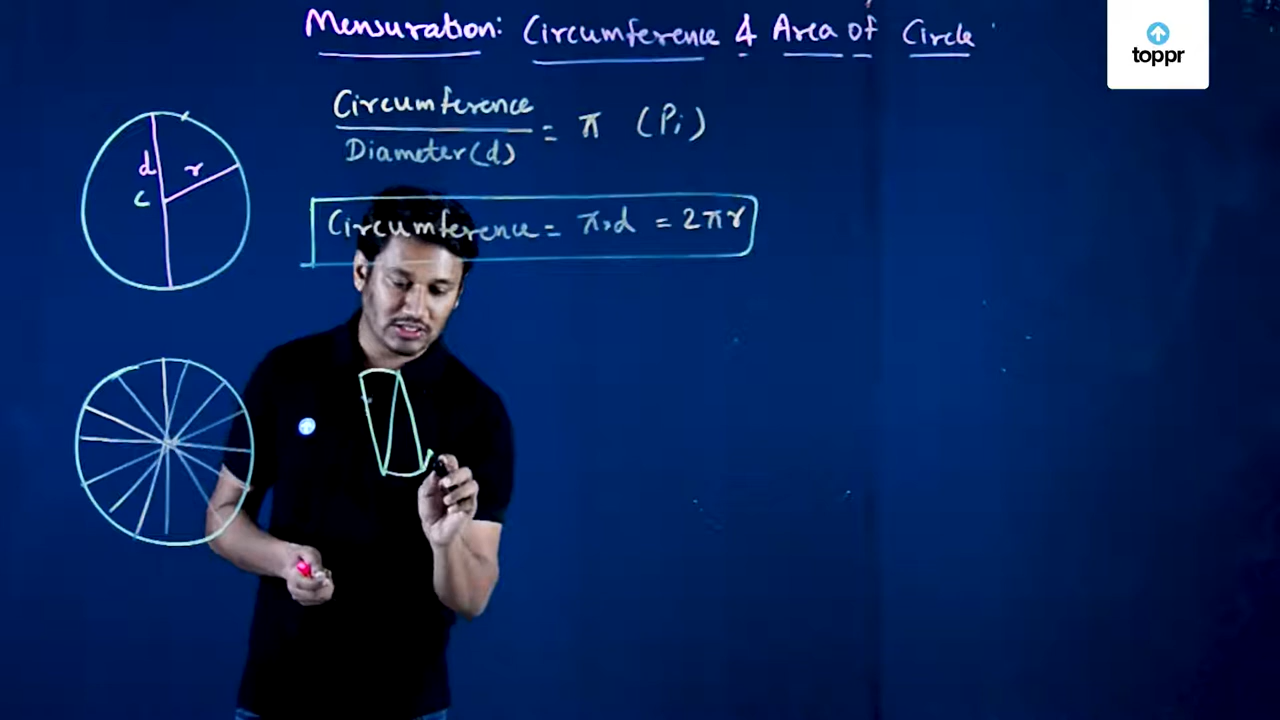 Mensuration: Circumference & Area of Circle
toppr
Circumference
Diameter(d)
= π (Pi)
d
r
C
Circumference = π×d = 2πr